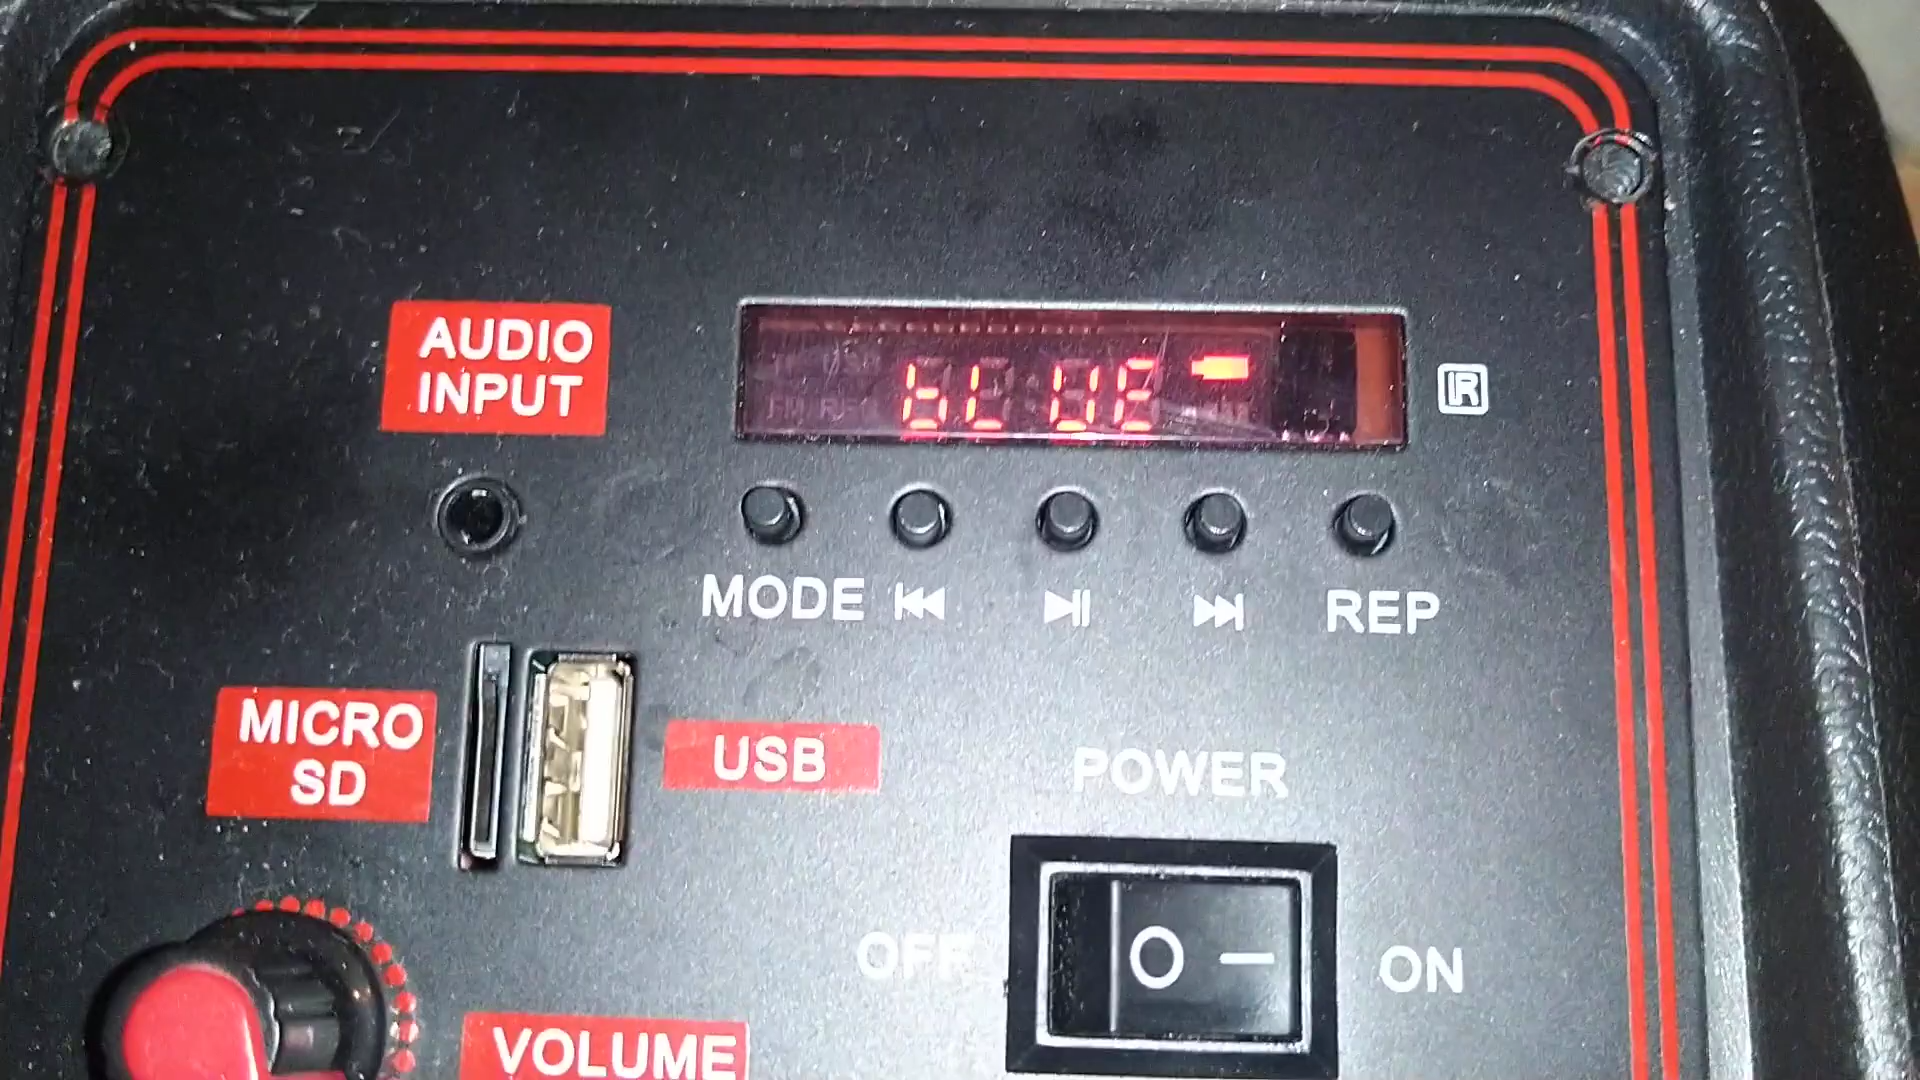 AUDIO
INPUT
bLUE
IR
MODE
REP
MICRO
SD
USB
POWER
OFF
ON
VOLUME